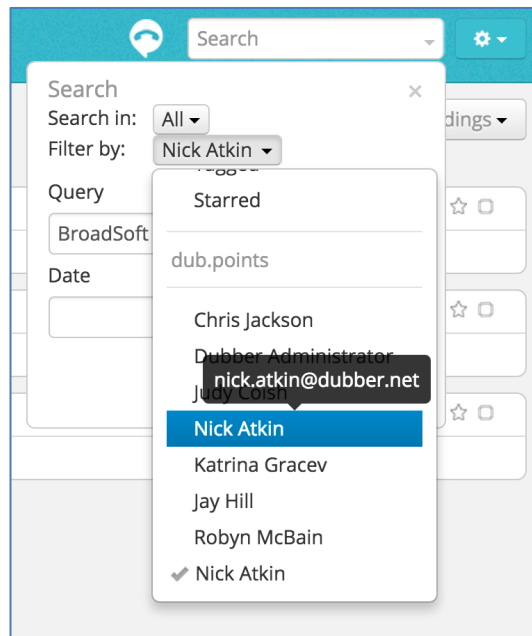 Search
Search
Search in: All
dings
Filter by: Nick Atkin
Tagged
Query
Starred
BroadSoft
dub.points
Date
Chris Jackson
Dubber Administrator
nick.atkin@dubber.net
Judy Coish
Nick Atkin
Katrina Gracev
Jay Hill
Robyn McBain
Nick Atkin